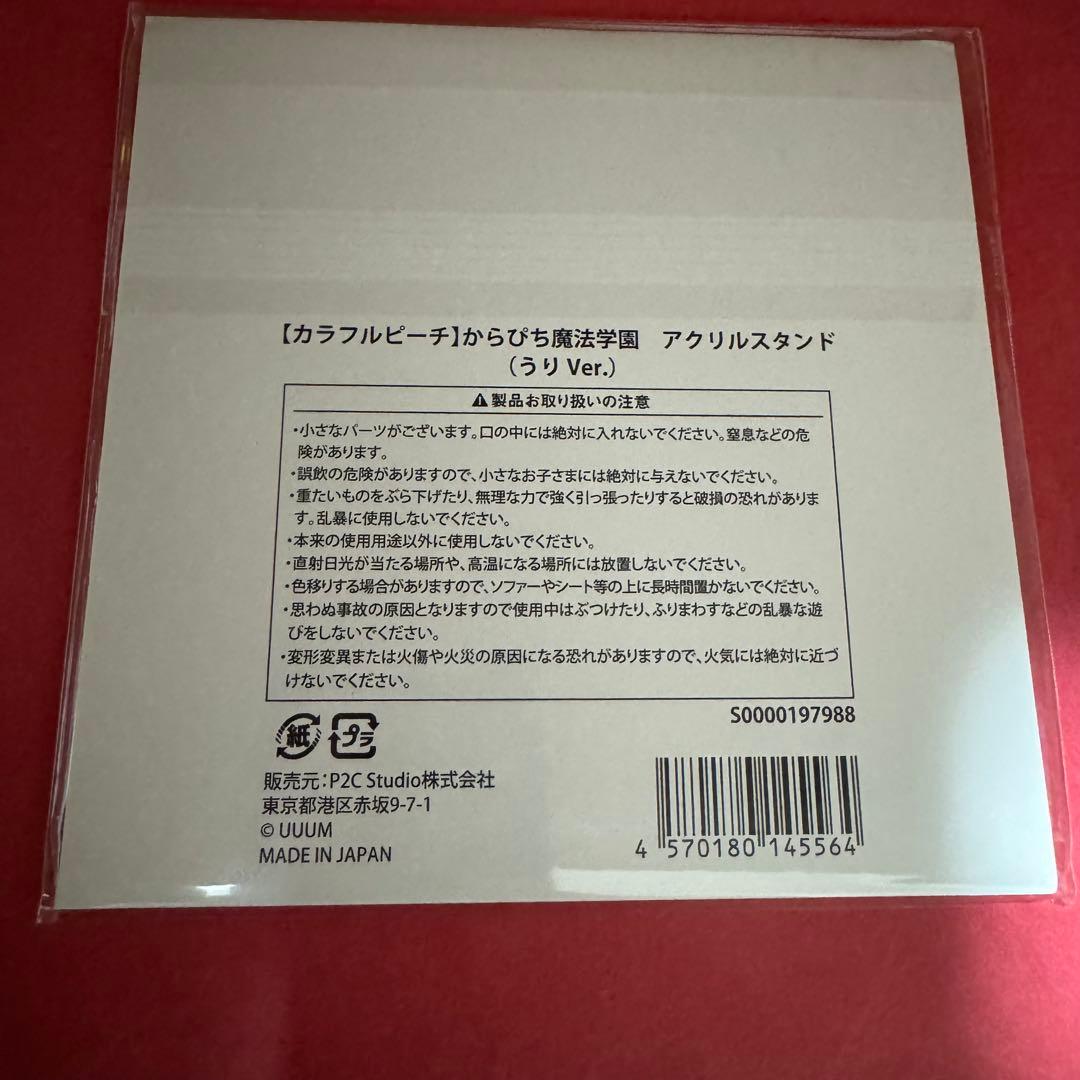 【カラフルピーチ】からぴち魔法学園　アクリルスタンド
（うり Ver.）
⚠製品お取り扱いの注意
・小さなパーツがございます。口の中には絶対に入れないでください。窒息などの危
険があります。
・誤飲の危険がありますので、小さなお子さまには絶対に与えないでください。
・重たいものをぶら下げたり、無理な力で強く引っ張ったりすると破損の恐れがありま
す。乱暴に使用しないでください。
・本来の使用用途以外に使用しないでください。
・直射日光が当たる場所や、高温になる場所には放置しないでください。
・色移りする場合がありますので、ソファーやシート等の上に長時間置かないでください。
・思わぬ事故の原因となりますので使用中はぶつけたり、ふりまわすなどの乱暴な遊
びをしないでください。
・変形変異または火傷や火災の原因になる恐れがありますので、火気には絶対に近づ
けないでください。
S0000197988
紙 プラ
販売元：P2C Studio株式会社
東京都港区赤坂9-7-1
© UUUM
MADE IN JAPAN
4 570180 145564